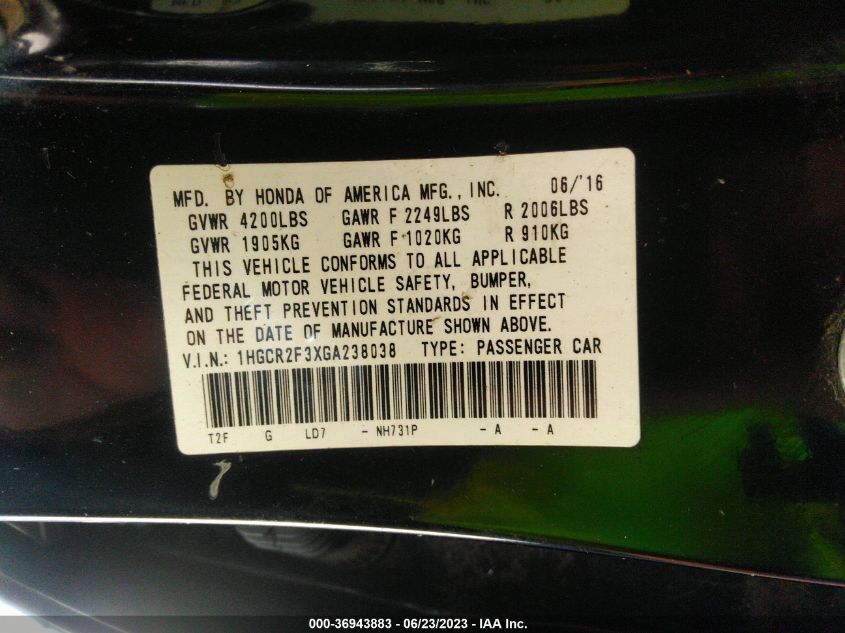 MFD. BY HONDA OF AMERICA MFG., INC. 06/'16
GVWR 4200LBS GAWR F 2249LBS R 2006LBS
GVWR 1905KG GAWR F 1020KG R 910KG
THIS VEHICLE CONFORMS TO ALL APPLICABLE
FEDERAL MOTOR VEHICLE SAFETY, BUMPER,
AND THEFT PREVENTION STANDARDS IN EFFECT
ON THE DATE OF MANUFACTURE SHOWN ABOVE.
V.I.N.: 1HGCR2F3XGA238038 TYPE: PASSENGER CAR
T2F G LD7 - NH731P - A - A
000-36943883 / 06/23/2023 - IAA Inc.